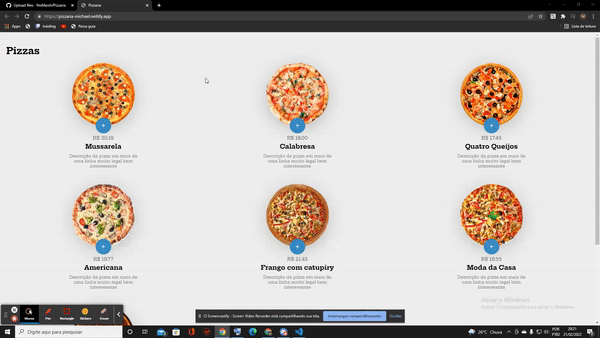 Upload files · YnsMarsh/Pizzana
Pizzana
https://pizzana-michael.netlify.app
Apps
traiding
Nova guia
Lista de leitura
Pizzas
R$ 20.19
Mussarela
Descrição da pizza em mais de
uma linha muito legal bem
interessante
R$ 18.00
Calabresa
Descrição da pizza em mais de
uma linha muito legal bem
interessante
R$ 17.45
Quatro Queijos
Descrição da pizza em mais de
uma linha muito legal bem
interessante
R$ 19.77
Americana
Descrição da pizza em mais de
uma linha muito legal bem
interessante
R$ 21.43
Frango com catupiry
Descrição da pizza em mais de
uma linha muito legal bem
interessante
R$ 18.55
Moda da Casa
Descrição da pizza em mais de
uma linha muito legal bem
interessante
Ativar o Windows
Acesse Configurações para ativar o Windows.
Mouse
Pen
Rectangle
Stickers
Eraser
O Screencastify - Screen Video Recorder está compartilhando sua tela.
Interromper compartilhamento
Ocultar
Digite aqui para pesquisar
26°C Chuva
POR
PTB2
20:21
21/02/2022